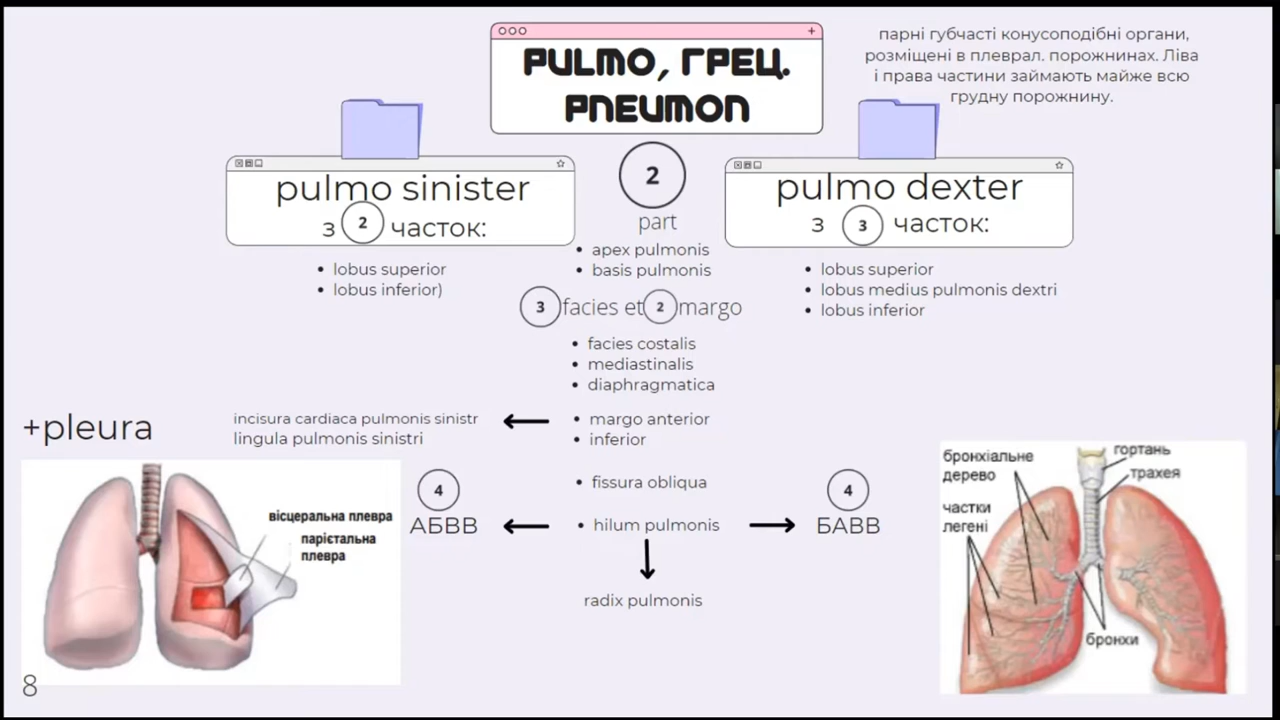 PULMO, ГРЕЦ.
PNEUMON
парні губчасті конусоподібні органи,
розміщені в плеврал. порожнинах. Ліва
і права частини займають майже всю
грудну порожнину.
pulmo sinister
з 2 часток:
• lobus superior
• lobus inferior)
2
part
• apex pulmonis
• basis pulmonis
pulmo dexter
з 3 часток:
• lobus superior
• lobus medius pulmonis dextri
• lobus inferior
3 facies et 2 margo
• facies costalis
• mediastinalis
• diaphragmatica
• margo anterior
• inferior
incisura cardiaca pulmonis sinistr
lingula pulmonis sinistri
+pleura
• fissura obliqua
• hilum pulmonis
4
АБВВ
4
БАВВ
radix pulmonis
вісцеральна плевра
парієтальна
плевра
бронхіальне
дерево
гортань
трахея
частки
легені
бронхи
8